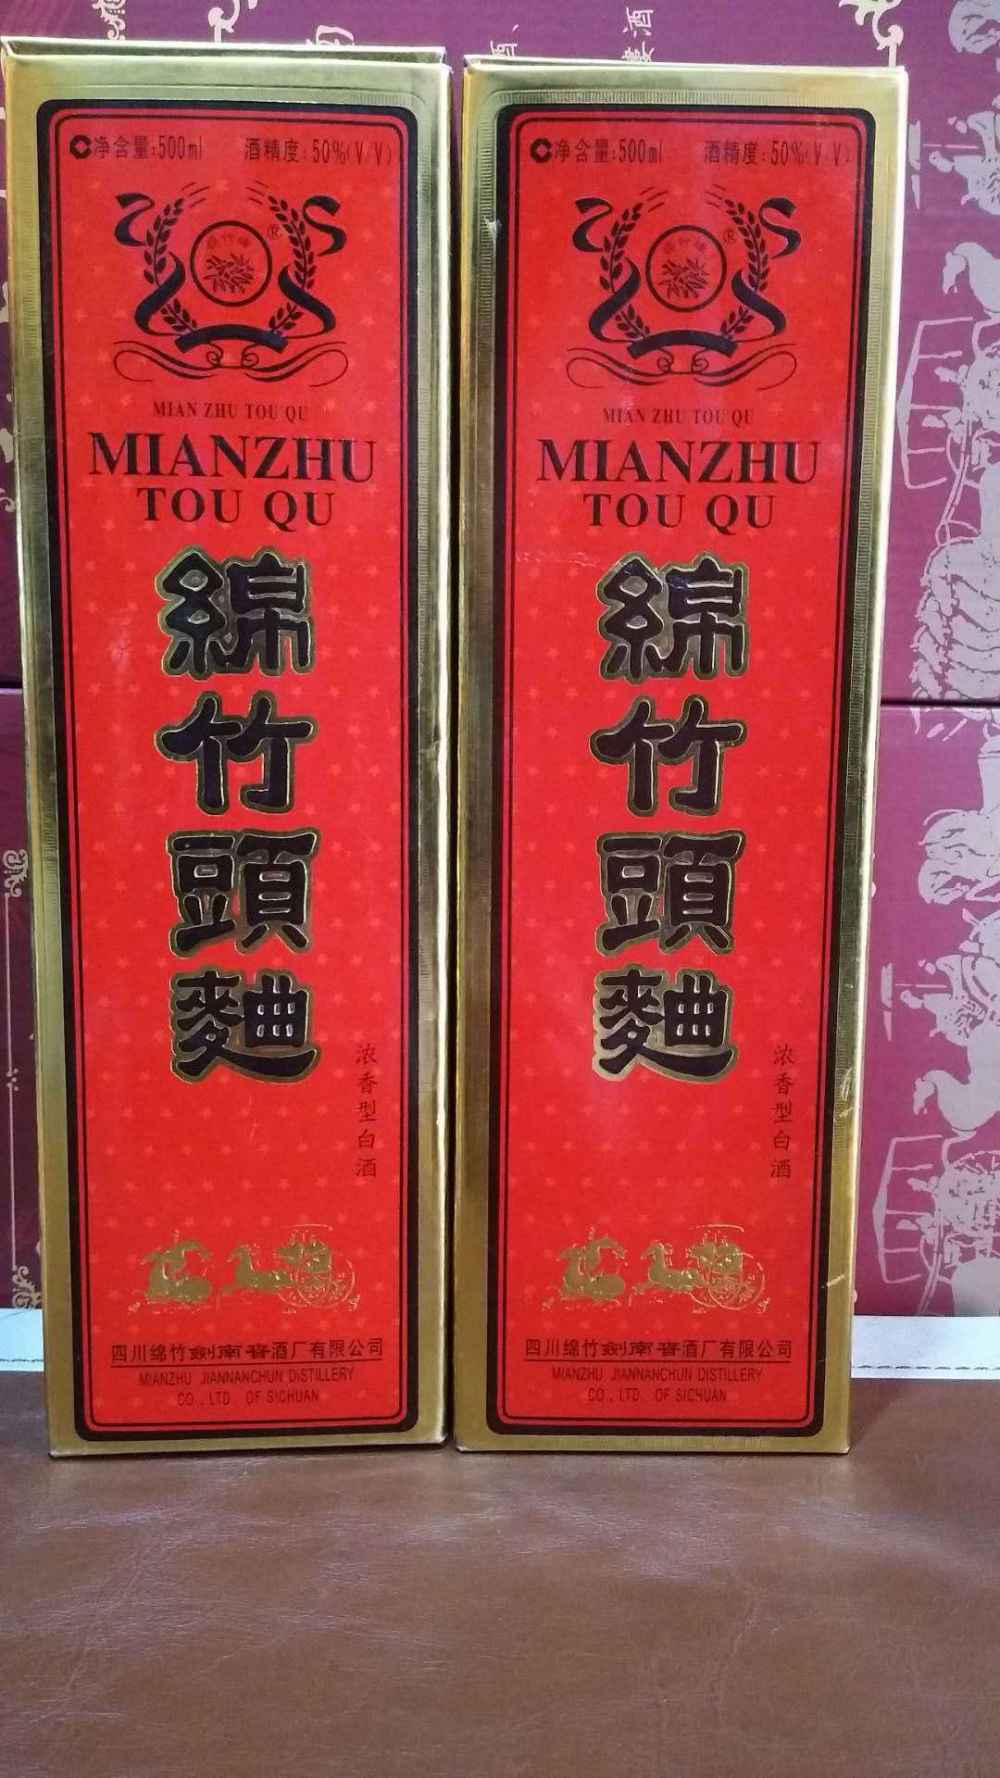 净含量:500ml 酒精度:50%(V/V)
MIAN ZHU TOU QU
MIANZHU
TOU QU
綿竹頭麯
浓香型白酒
四川绵竹剑南春酒厂有限公司
MIANZHU JIANNANCHUN DISTILLERY
CO., LTD. OF SICHUAN
净含量:500ml 酒精度:50%(V/V)
MIAN ZHU TOU QU
MIANZHU
TOU QU
綿竹頭麯
浓香型白酒
四川绵竹剑南春酒厂有限公司
MIANZHU JIANNANCHUN DISTILLERY
CO., LTD. OF SICHUAN